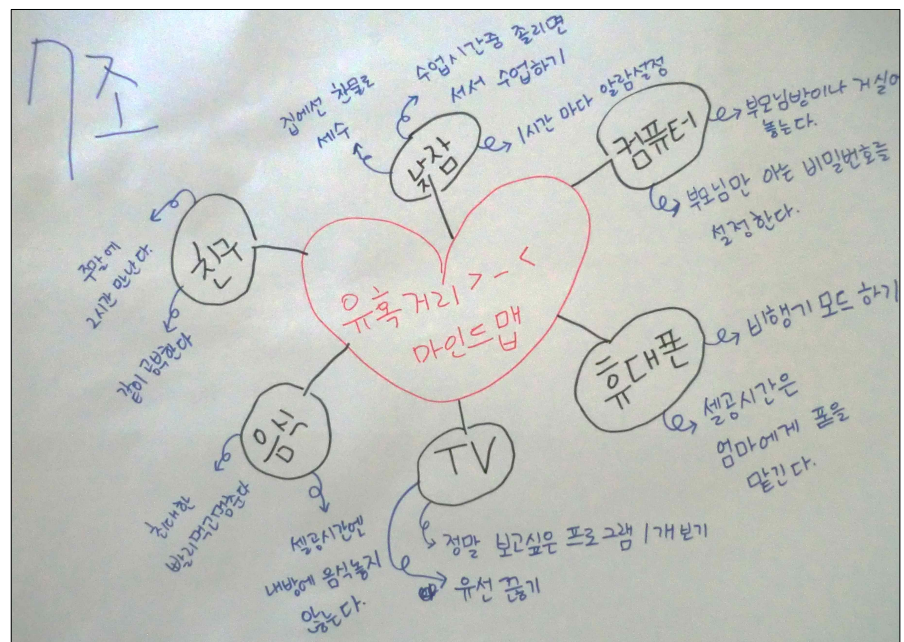 7조
유혹거리 >-<
마인드맵
낮잠
집에선 찬물로
세수
수업시간중 졸리면
서서 수업하기
1시간 마다 알람설정
컴퓨터
부모님방이나 거실에
놓는다.
부모님만 아는 비밀번호를
설정한다.
휴대폰
비행기 모드 하기
셀공시간은
엄마에게 폰을
맡긴다.
TV
정말 보고싶은 프로그램 1개보기
유선 끊기
음식
최대한
빨리먹고멈춘다
셀공시간엔
내방에 음식놓지
않는다.
친구
주말에
2시간 만난다.
같이 공부한다